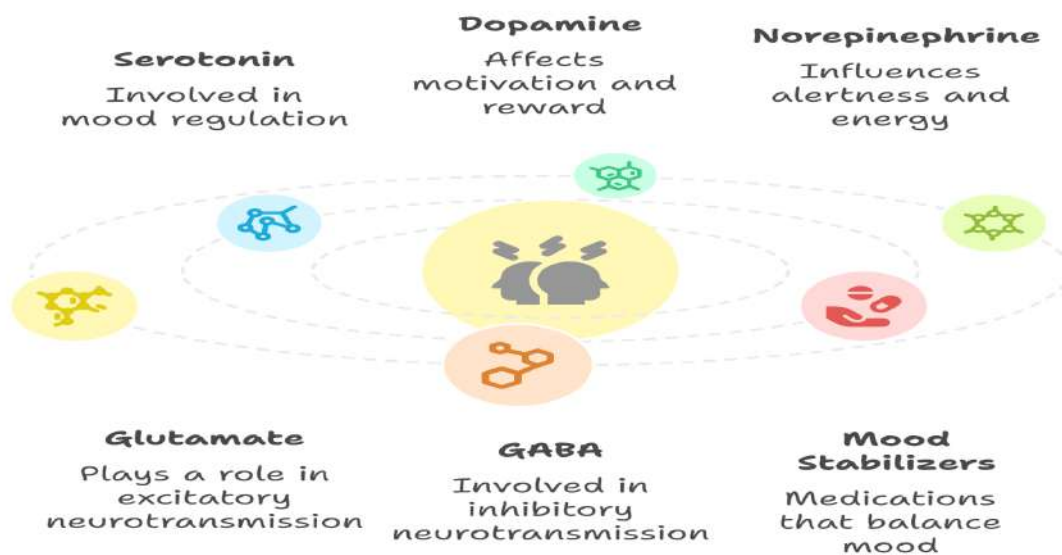 Serotonin
Involved in
mood regulation
Dopamine
Affects
motivation and
reward
Norepinephrine
Influences
alertness and
energy
Glutamate
Plays a role in
excitatory
neurotransmission
GABA
Involved in
inhibitory
neurotransmission
Mood
Stabilizers
Medications
that balance
mood